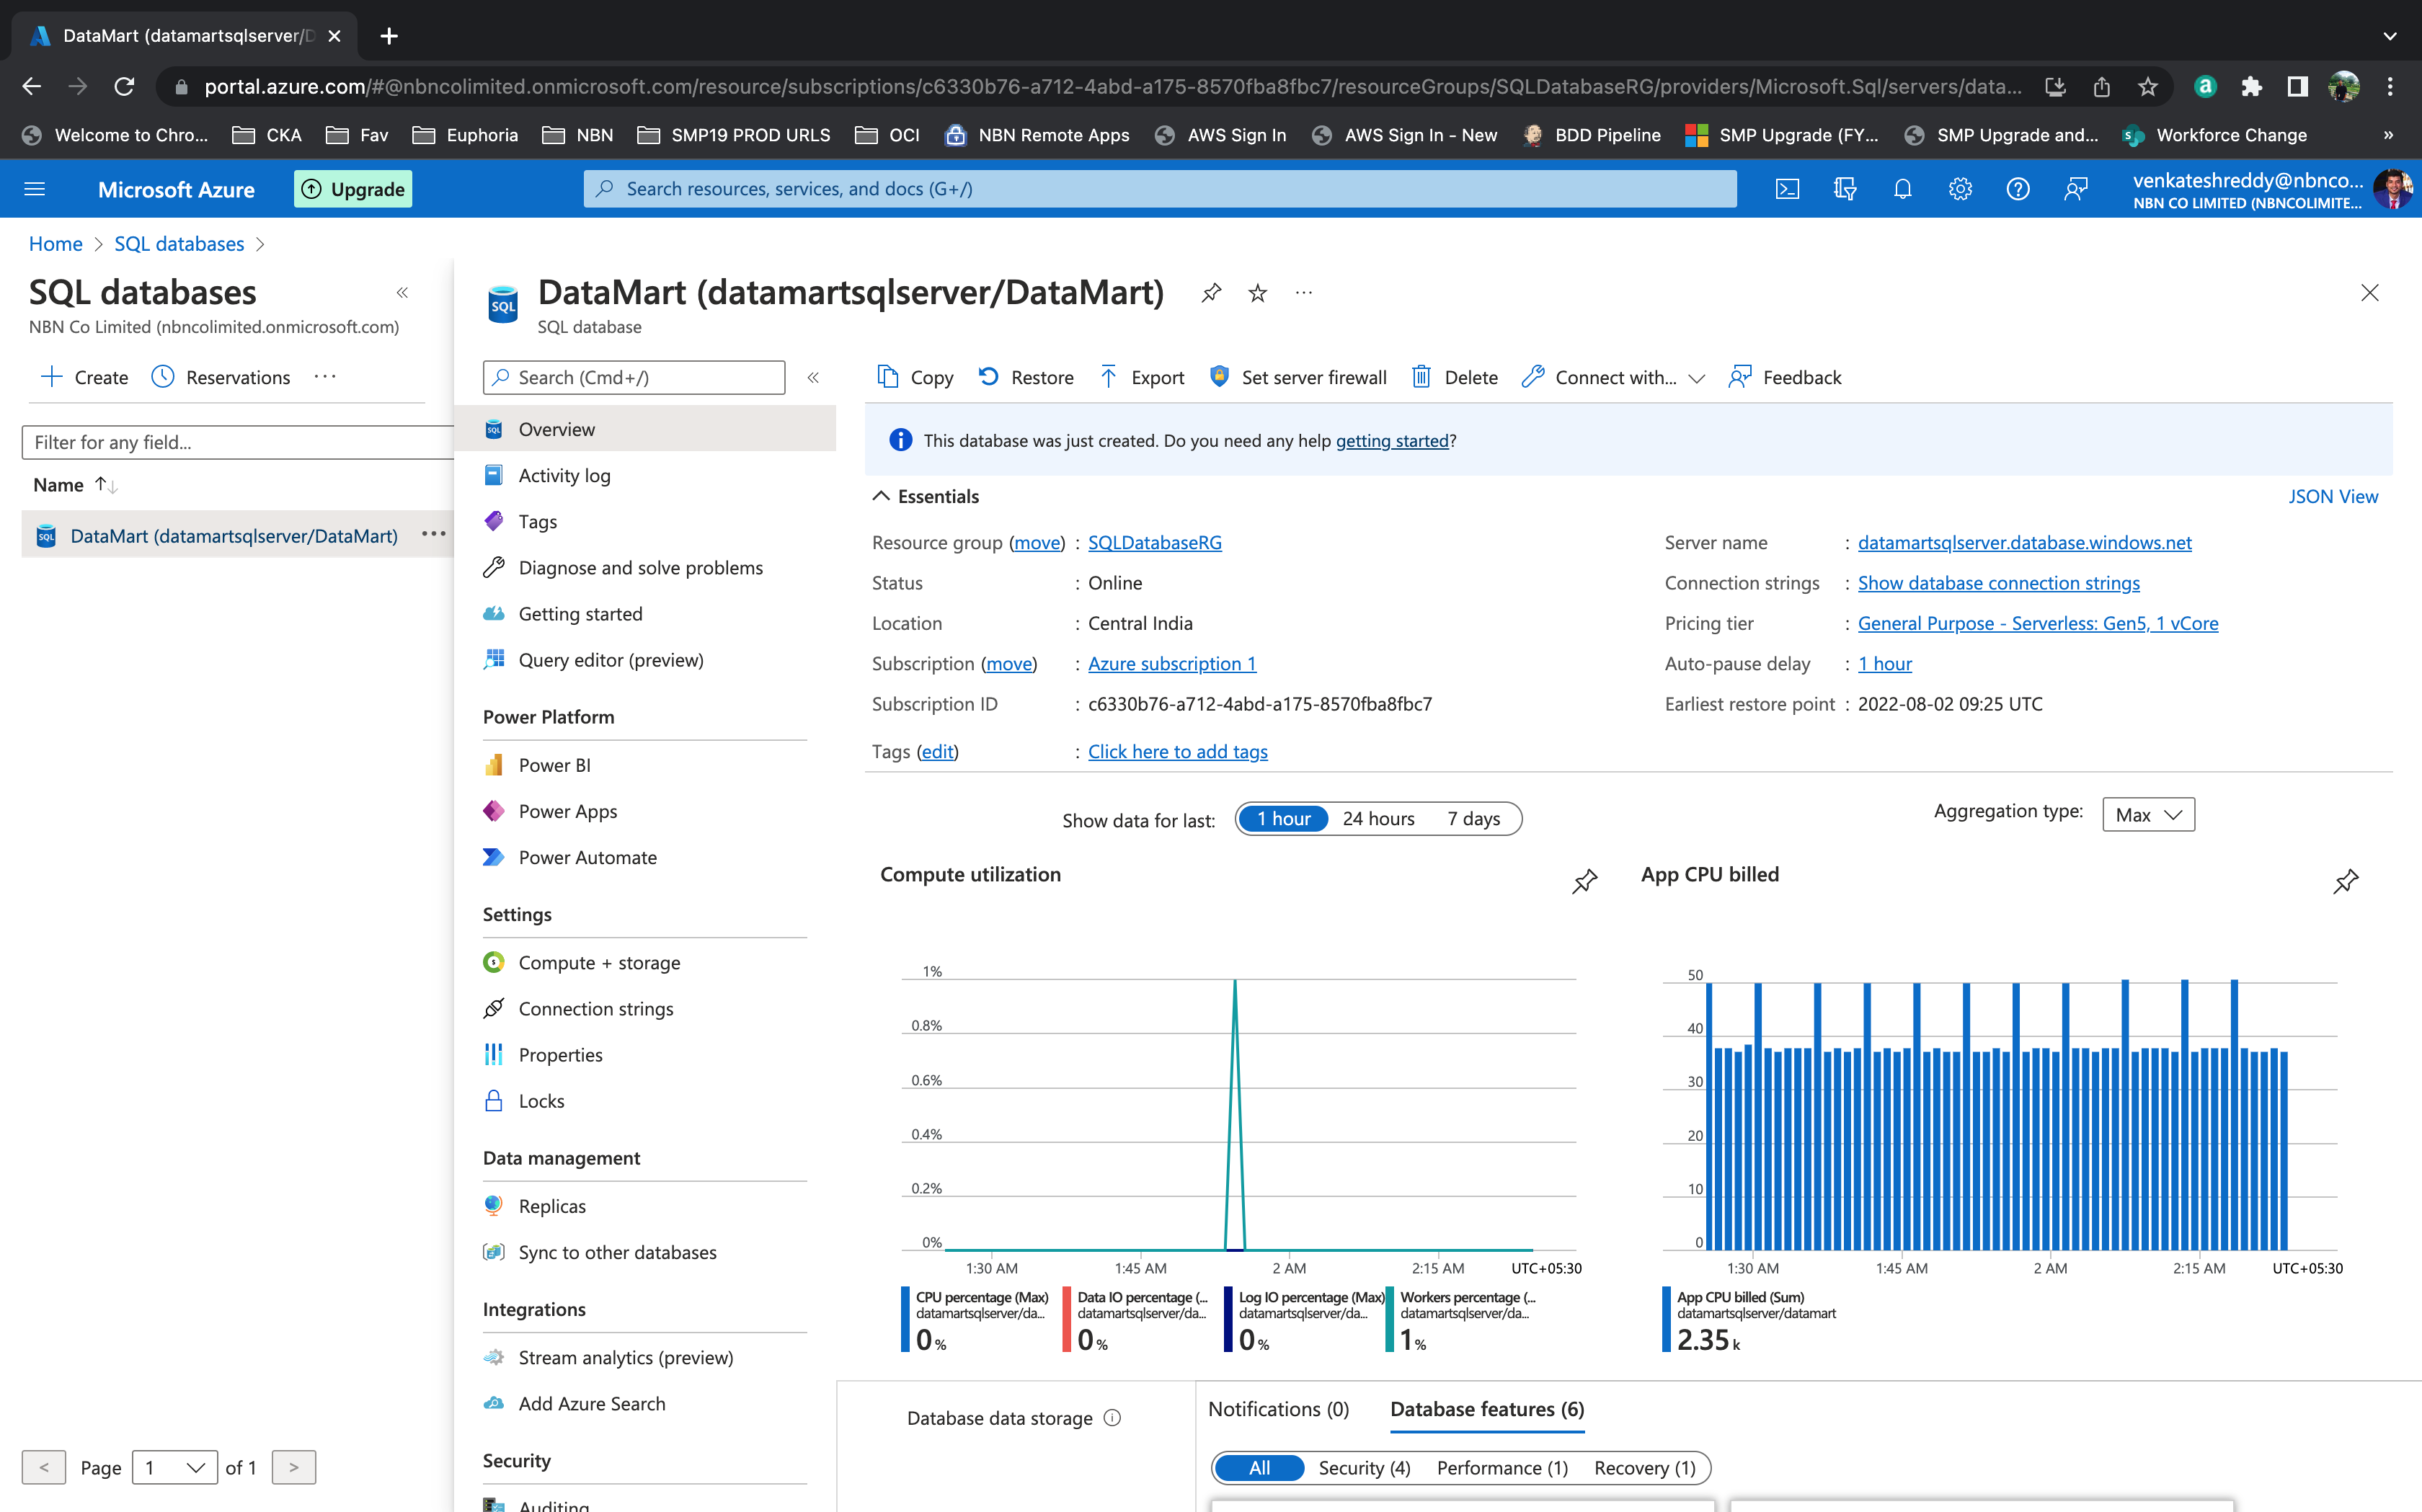 DataMart (datamartsqlserver/D
portal.azure.com/#@nbncolimited.onmicrosoft.com/resource/subscriptions/c6330b76-a712-4abd-a175-8570fba8fbc7/resourceGroups/SQLDatabaseRG/providers/Microsoft.Sql/servers/data...
Welcome to Chro... CKA Fav Euphoria NBN SMP19 PROD URLS OCI NBN Remote Apps AWS Sign In AWS Sign In - New BDD Pipeline SMP Upgrade (FY... SMP Upgrade and... Workforce Change »
Microsoft Azure Upgrade Search resources, services, and docs (G+/) venkateshreddy@nbnco...
NBN CO LIMITED (NBNCOLIMITE...
Home > SQL databases >
SQL databases «
NBN Co Limited (nbncolimited.onmicrosoft.com)
+ Create Reservations ...
Filter for any field...
Name ↑↓
DataMart (datamartsqlserver/DataMart) ...
< Page 1 of 1 >
DataMart (datamartsqlserver/DataMart) ...
SQL database
Search (Cmd+/) «
Overview
Activity log
Tags
Diagnose and solve problems
Getting started
Query editor (preview)
Power Platform
Power BI
Power Apps
Power Automate
Settings
Compute + storage
Connection strings
Properties
Locks
Data management
Replicas
Sync to other databases
Integrations
Stream analytics (preview)
Add Azure Search
Security
Auditing
Copy Restore Export Set server firewall Delete Connect with... Feedback
This database was just created. Do you need any help getting started?
Essentials JSON View
Resource group (move) : SQLDatabaseRG
Status : Online
Location : Central India
Subscription (move) : Azure subscription 1
Subscription ID : c6330b76-a712-4abd-a175-8570fba8fbc7
Tags (edit) : Click here to add tags
Server name : datamartsqlserver.database.windows.net
Connection strings : Show database connection strings
Pricing tier : General Purpose - Serverless: Gen5, 1 vCore
Auto-pause delay : 1 hour
Earliest restore point : 2022-08-02 09:25 UTC
Show data for last: 1 hour 24 hours 7 days
Aggregation type: Max
Compute utilization
1%
0.8%
0.6%
0.4%
0.2%
0%
1:30 AM 1:45 AM 2 AM 2:15 AM UTC+05:30
CPU percentage (Max)
datamartsqlserver/da...
0 %
Data IO percentage (...
datamartsqlserver/da...
0 %
Log IO percentage (Max)
datamartsqlserver/da...
0 %
Workers percentage (...
datamartsqlserver/da...
1 %
App CPU billed
50
40
30
20
10
0
1:30 AM 1:45 AM 2 AM 2:15 AM UTC+05:30
App CPU billed (Sum)
datamartsqlserver/datamart
2.35 k
Database data storage
Notifications (0) Database features (6)
All Security (4) Performance (1) Recovery (1)